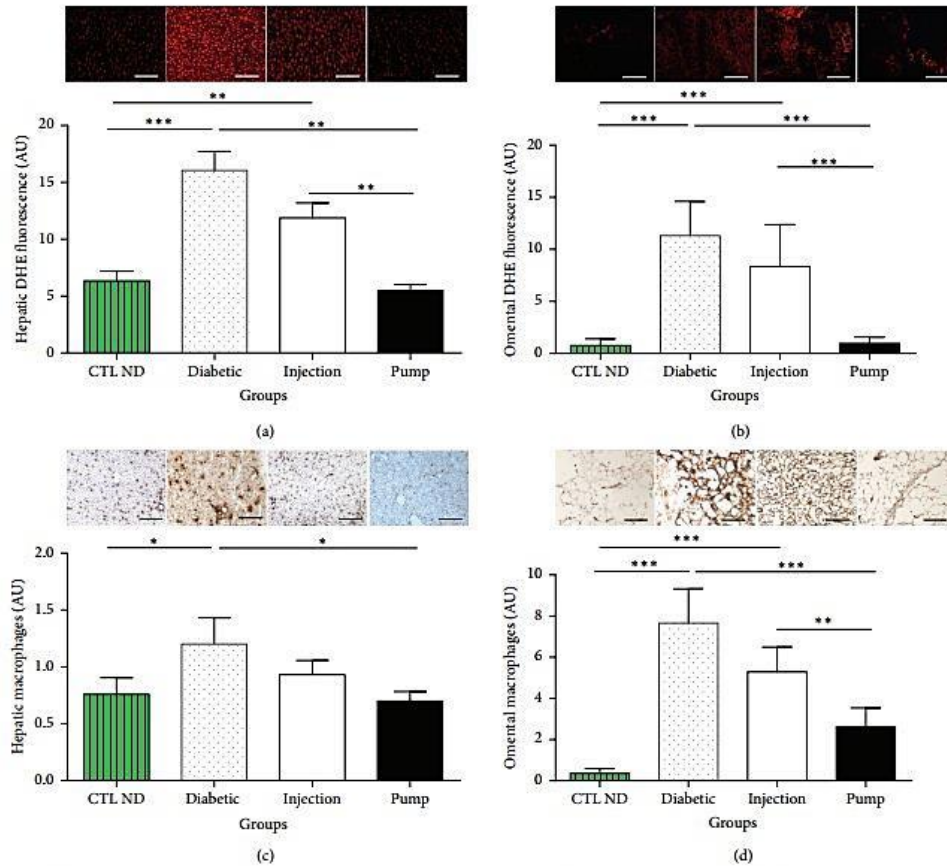 **
***
**
**
20
15
10
5
0
Hepatic DHE fluorescence (AU)
CTL ND Diabetic Injection Pump
Groups
(a)
***
***
***
***
20
15
10
5
0
Omental DHE fluorescence (AU)
CTL ND Diabetic Injection Pump
Groups
(b)
*
*
2.0
1.5
1.0
0.5
0.0
Hepatic macrophages (AU)
CTL ND Diabetic Injection Pump
Groups
(c)
***
***
***
**
10
8
6
4
2
0
Omental macrophages (AU)
CTL ND Diabetic Injection Pump
Groups
(d)